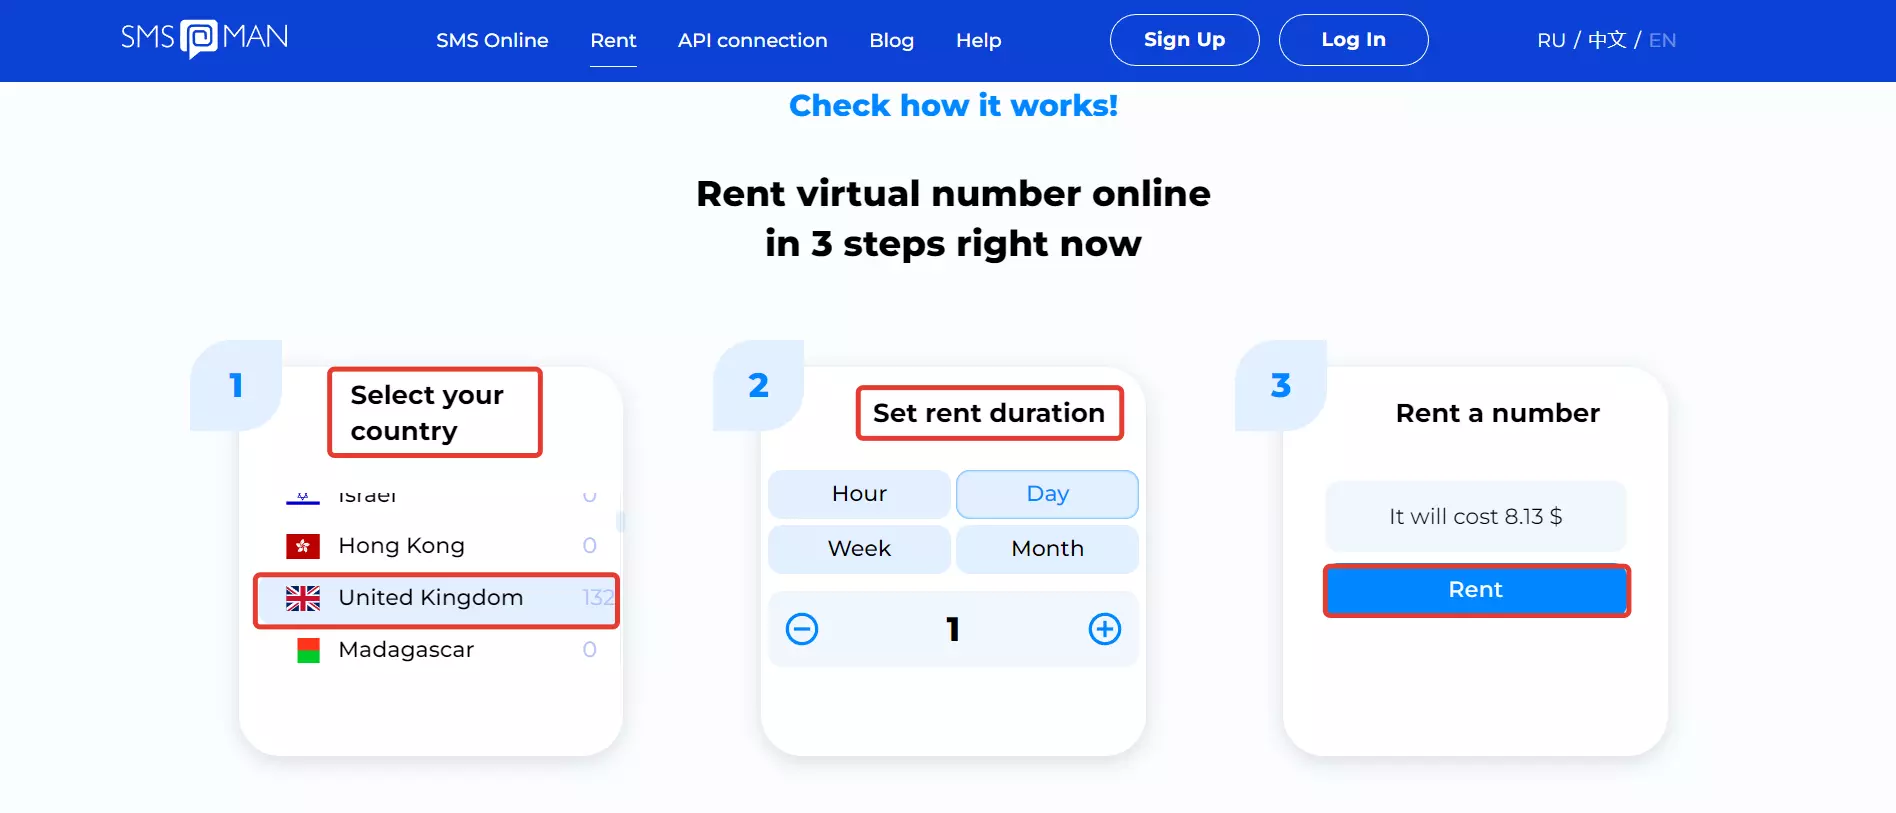 SMS MAN
SMS Online
Rent
API connection
Blog
Help
Sign Up
Log In
RU / 中文 / EN
Check how it works!
Rent virtual number online
in 3 steps right now
1
Select your
country
Israel 0
Hong Kong 0
United Kingdom 132
Madagascar 0
2
Set rent duration
Hour
Day
Week
Month
1
3
Rent a number
It will cost 8.13 $
Rent